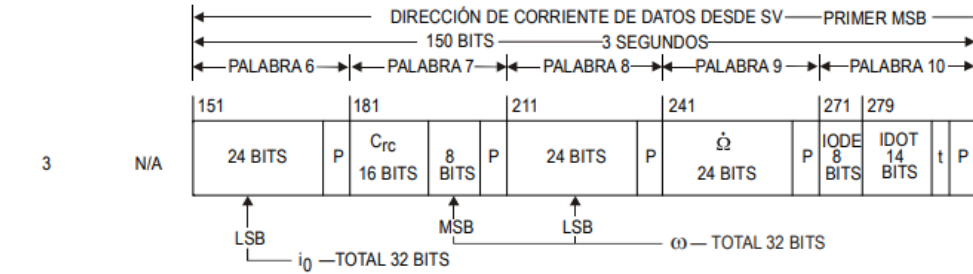 DIRECCIÓN DE CORRIENTE DE DATOS DESDE SV PRIMER MSB
150 BITS 3 SEGUNDOS
PALABRA 6 PALABRA 7 PALABRA 8 PALABRA 9 PALABRA 10
151 181 211 241 271 279
3 N/A 24 BITS P Crc 16 BITS 8 BITS P 24 BITS P Ω̇ 24 BITS P IODE 8 BITS IDOT 14 BITS t P
LSB MSB LSB
i0 —TOTAL 32 BITS ω — TOTAL 32 BITS